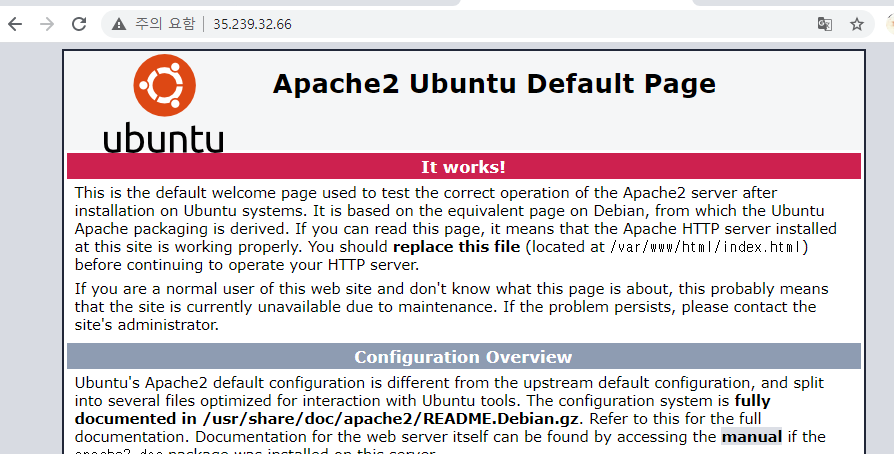 주의 요함 35.239.32.66
Apache2 Ubuntu Default Page
ubuntu
It works!
This is the default welcome page used to test the correct operation of the Apache2 server after
installation on Ubuntu systems. It is based on the equivalent page on Debian, from which the Ubuntu
Apache packaging is derived. If you can read this page, it means that the Apache HTTP server installed
at this site is working properly. You should replace this file (located at /var/www/html/index.html)
before continuing to operate your HTTP server.
If you are a normal user of this web site and don't know what this page is about, this probably means
that the site is currently unavailable due to maintenance. If the problem persists, please contact the
site's administrator.
Configuration Overview
Ubuntu's Apache2 default configuration is different from the upstream default configuration, and split
into several files optimized for interaction with Ubuntu tools. The configuration system is fully
documented in /usr/share/doc/apache2/README.Debian.gz. Refer to this for the full
documentation. Documentation for the web server itself can be found by accessing the manual if the
apache2-doc package was installed on this server.